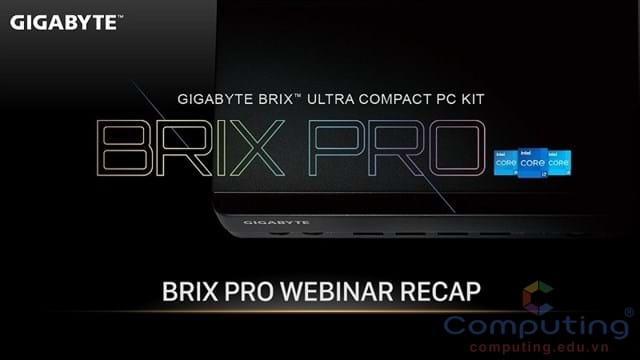 GIGABYTE™
GIGABYTE BRIX™ ULTRA COMPACT PC KIT
BRIX PRO
intel
CORE
intel
CORE
i7
intel
CORE
GIGABYTE
BRIX PRO WEBINAR RECAP
Computing
computing.edu.vn